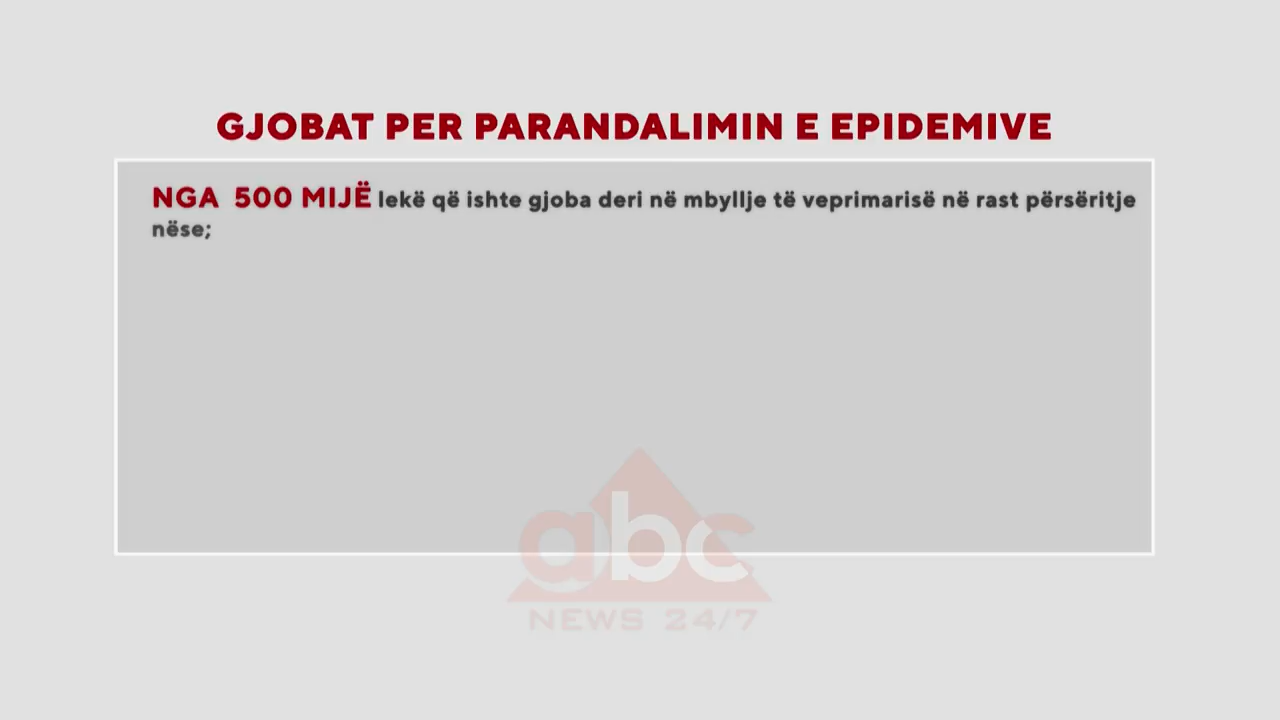 GJOBAT PER PARANDALIMIN E EPIDEMIVE
NGA 500 MIJË lekë që ishte gjoba deri në mbyllje të veprimarisë në rast përsëritje
nëse;
abc
NEWS 24/7